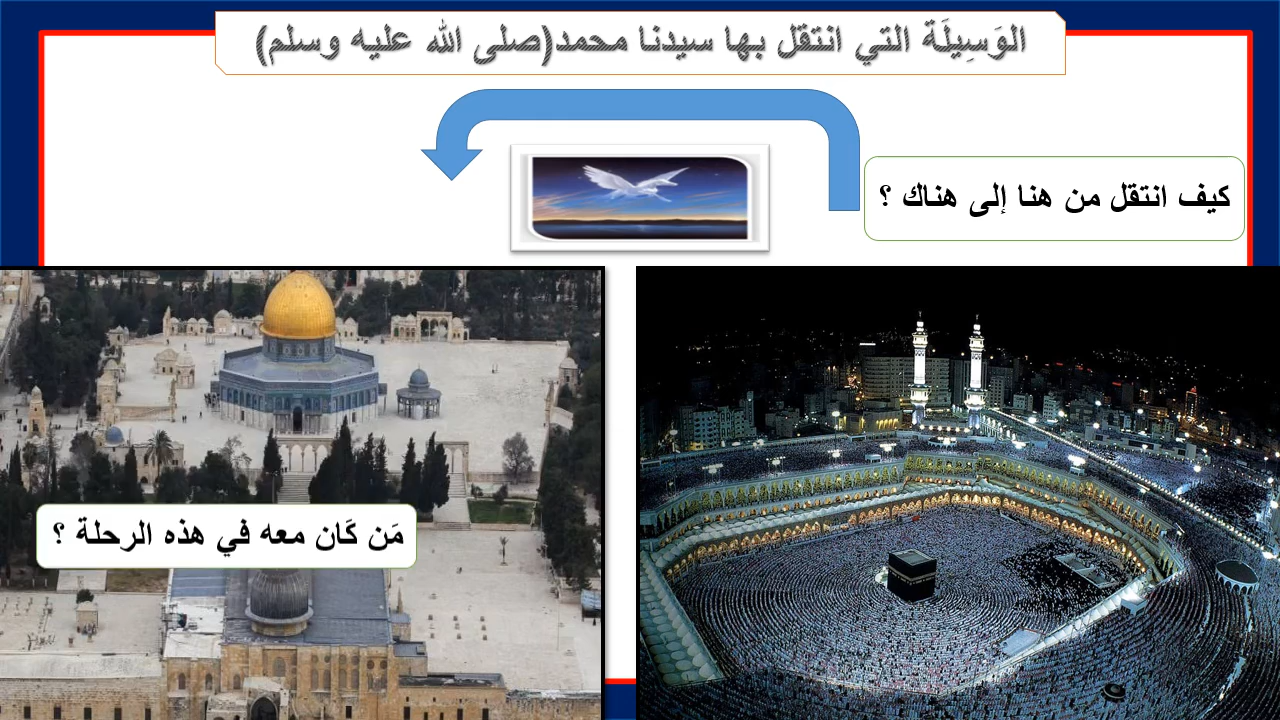 الوَسِيلَة التي انتقل بها سيدنا محمد(صلى الله عليه وسلم)
كيف انتقل من هنا إلى هناك ؟
مَن كَان معه في هذه الرحلة ؟